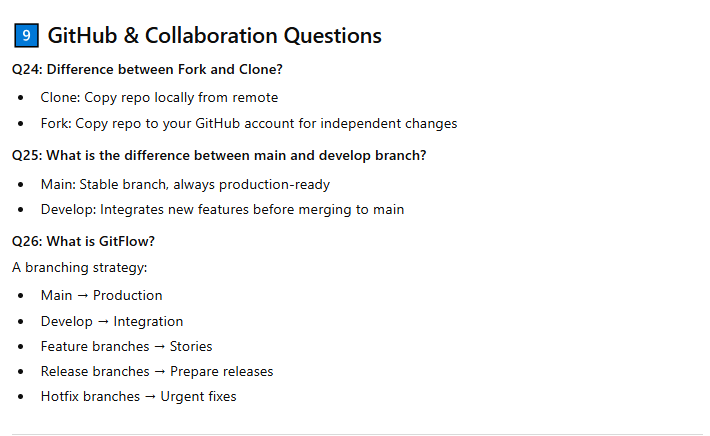 9 GitHub & Collaboration Questions
Q24: Difference between Fork and Clone?
• Clone: Copy repo locally from remote
• Fork: Copy repo to your GitHub account for independent changes
Q25: What is the difference between main and develop branch?
• Main: Stable branch, always production-ready
• Develop: Integrates new features before merging to main
Q26: What is GitFlow?
A branching strategy:
• Main → Production
• Develop → Integration
• Feature branches → Stories
• Release branches → Prepare releases
• Hotfix branches → Urgent fixes